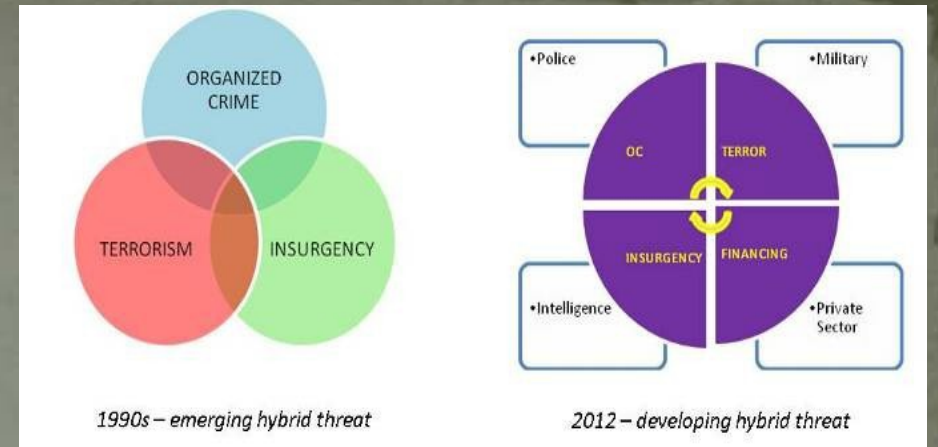 ORGANIZED
CRIME
TERRORISM
INSURGENCY
1990s – emerging hybrid threat
•Police
•Military
OC
TERROR
INSURGENCY
FINANCING
•Intelligence
•Private
Sector
2012 – developing hybrid threat